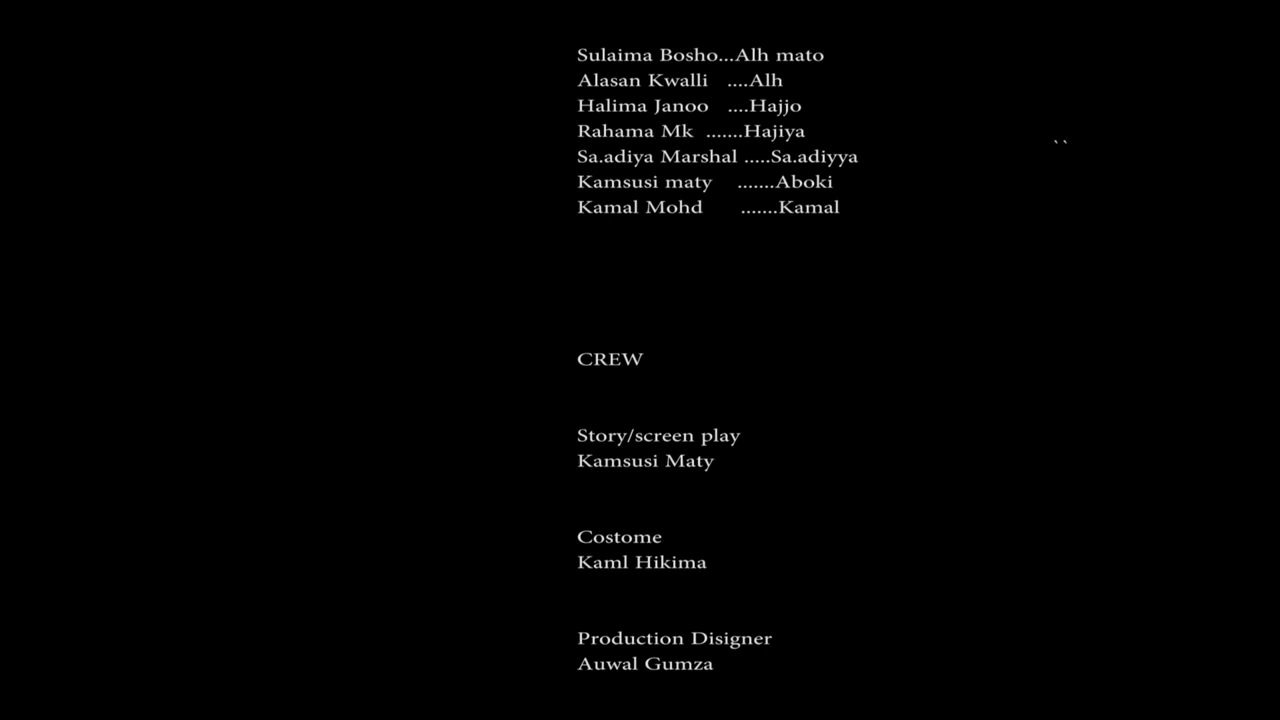 Sulaima Bosho...Alh mato
Alasan Kwalli ....Alh
Halima Janoo ....Hajjo
Rahama Mk .......Hajiya
Sa.adiya Marshal .....Sa.adiyya
Kamsusi maty .......Aboki
Kamal Mohd .......Kamal
``
CREW
Story/screen play
Kamsusi Maty
Costome
Kaml Hikima
Production Disigner
Auwal Gumza